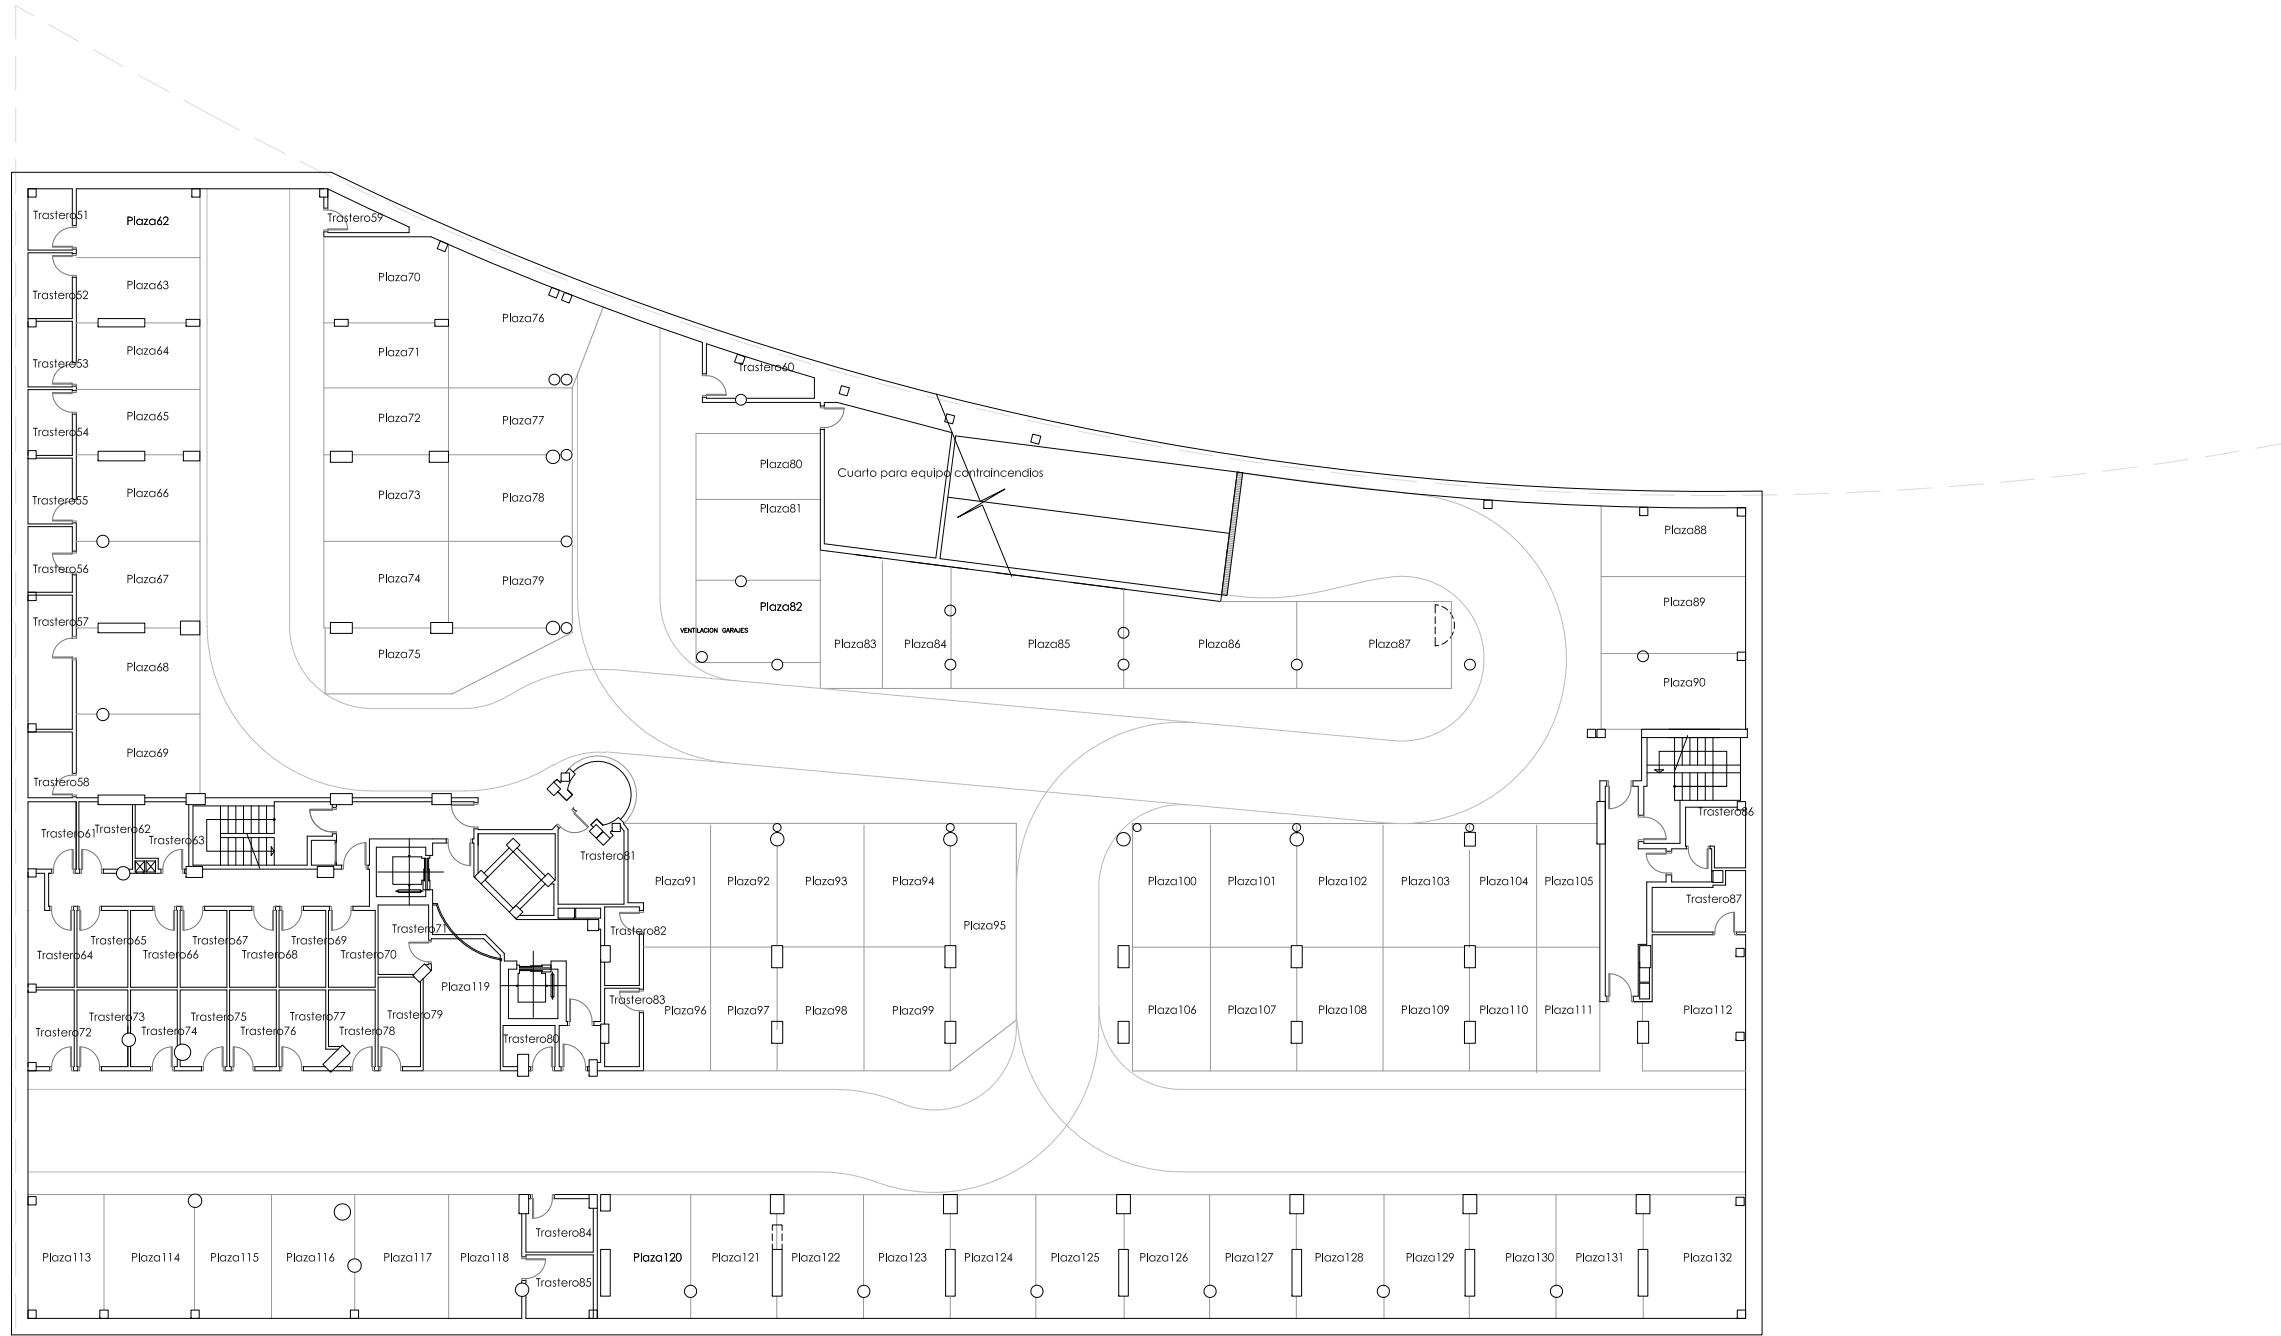 Trastero51
Plaza62
Trastero59
Plaza63
Plaza70
Trastero52
Plaza76
Plaza64
Plaza71
Trastero53
Trastero60
Plaza65
Plaza72
Plaza77
Trastero54
Plaza80
Cuarto para equipo contraincendios
Plaza66
Plaza73
Plaza78
Trastero55
Plaza81
Plaza88
Trastero56
Plaza67
Plaza74
Plaza79
Plaza82
Plaza89
Trastero57
VENTILACION GARAJES
Plaza83
Plaza84
Plaza85
Plaza86
Plaza87
Plaza75
Plaza68
Plaza90
Plaza69
Trastero58
Trastero86
Trastero61
Trastero62
Trastero63
Trastero81
Plaza91
Plaza92
Plaza93
Plaza94
Plaza100
Plaza101
Plaza102
Plaza103
Plaza104
Plaza105
Trastero87
Plaza95
Trastero71
Trastero82
Trastero65
Trastero67
Trastero69
Trastero64
Trastero66
Trastero68
Trastero70
Plaza119
Trastero83
Plaza96
Plaza97
Plaza98
Plaza99
Plaza106
Plaza107
Plaza108
Plaza109
Plaza110
Plaza111
Plaza112
Trastero73
Trastero75
Trastero77
Trastero79
Trastero72
Trastero74
Trastero76
Trastero78
Trastero80
Trastero84
Plaza113
Plaza114
Plaza115
Plaza116
Plaza117
Plaza118
Plaza120
Plaza121
Plaza122
Plaza123
Plaza124
Plaza125
Plaza126
Plaza127
Plaza128
Plaza129
Plaza130
Plaza131
Plaza132
Trastero85